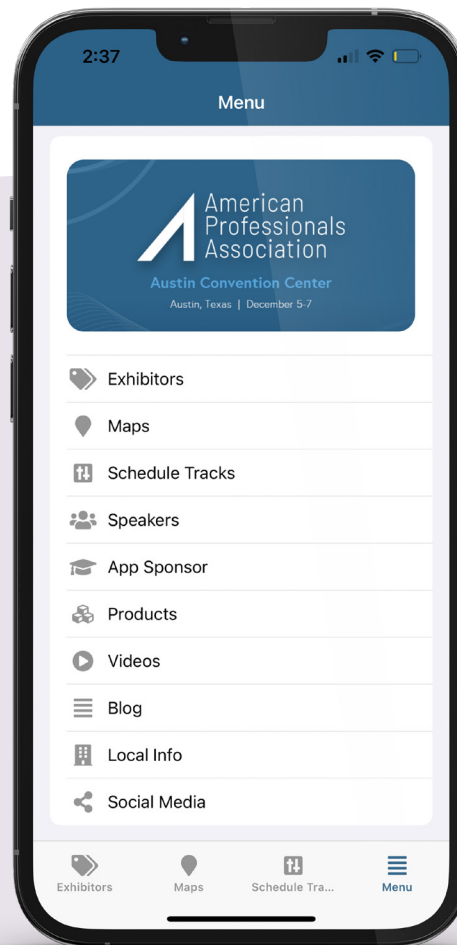 2:37
Menu
American
Professionals
Association
Austin Convention Center
Austin, Texas | December 5-7
Exhibitors
Maps
Schedule Tracks
Speakers
App Sponsor
Products
Videos
Blog
Local Info
Social Media
Exhibitors Maps Schedule Tra... Menu